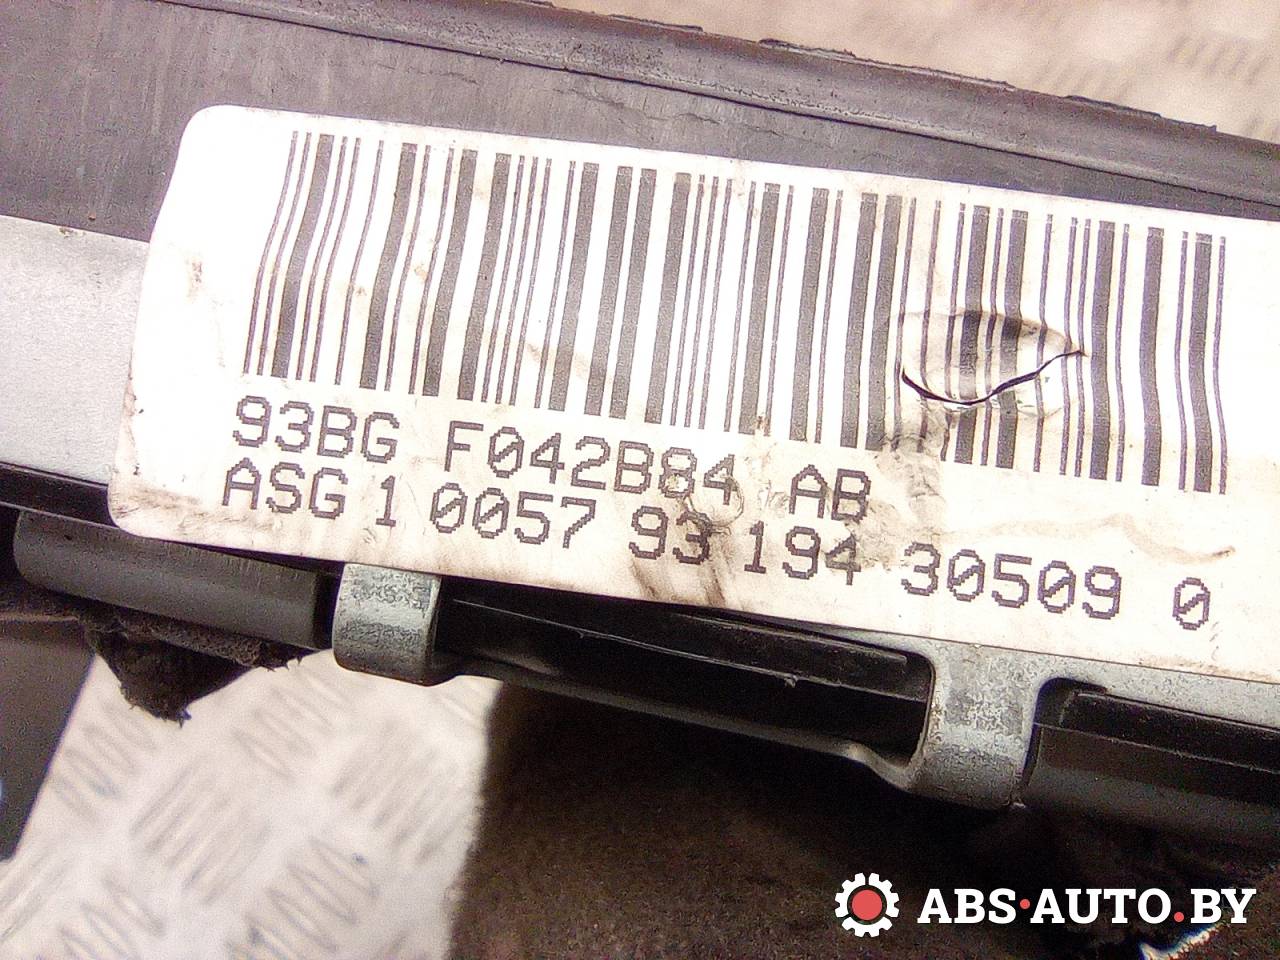 93BG F042B84 AB
ASG 1 0057 93 194 30509 0
ABS·AUTO.BY